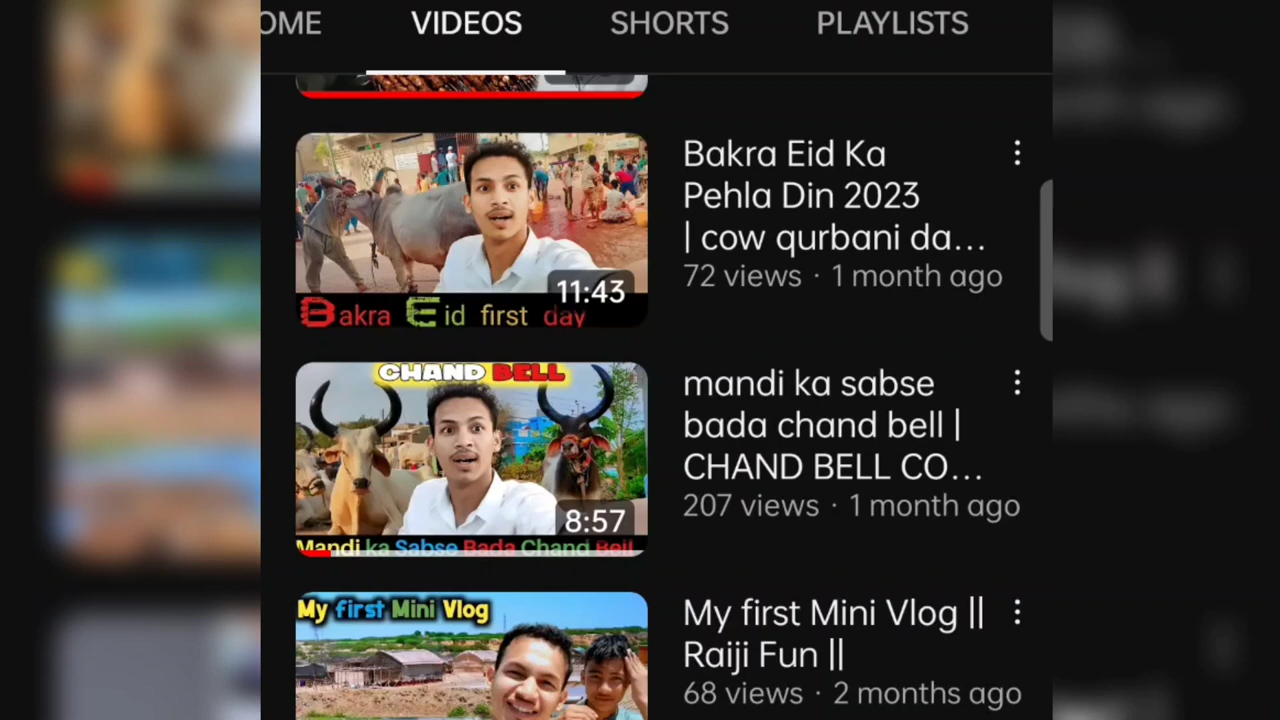 OME VIDEOS SHORTS PLAYLISTS
Bakra Eid Ka
Pehla Din 2023
| cow qurbani da...
72 views · 1 month ago
11:43
Bakra Eid first day
CHAND BELL
mandi ka sabse
bada chand bell |
CHAND BELL CO...
207 views · 1 month ago
8:57
Mandi ka Sabse Bada Chand Bell
My first Mini Vlog
My first Mini Vlog ||
Raiji Fun ||
68 views · 2 months ago